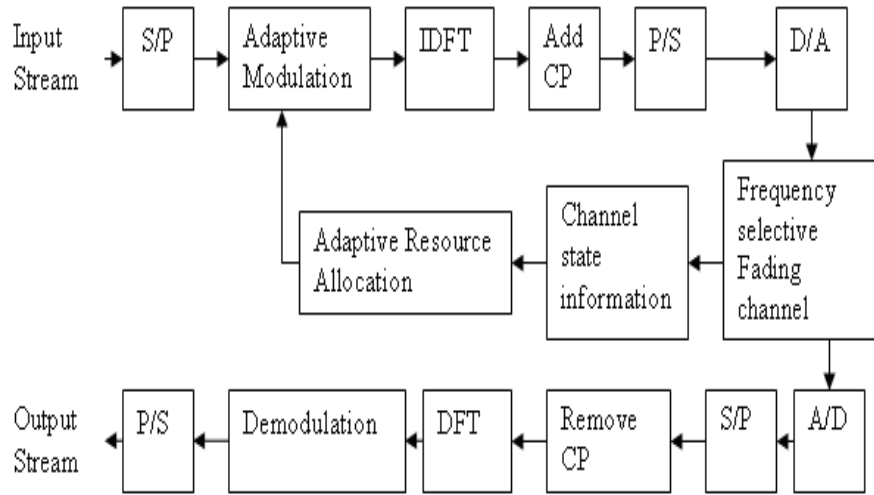 Input
Stream
S/P
Adaptive
Modulation
IDFT
Add
CP
P/S
D/A
Adaptive Resource
Allocation
Channel
state
information
Frequency
selective
Fading
channel
Output
Stream
P/S
Demodulation
DFT
Remove
CP
S/P
A/D